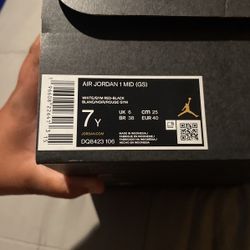 AIR JORDAN 1 MID (GS)
WHITE/GYM RED-BLACK
BLANC/NOIR/ROUGE GYM
7Y
UK 6
CM 25
BR 38
EUR 40
JORDAN.COM
MADE IN INDONESIA
DQ8423 106